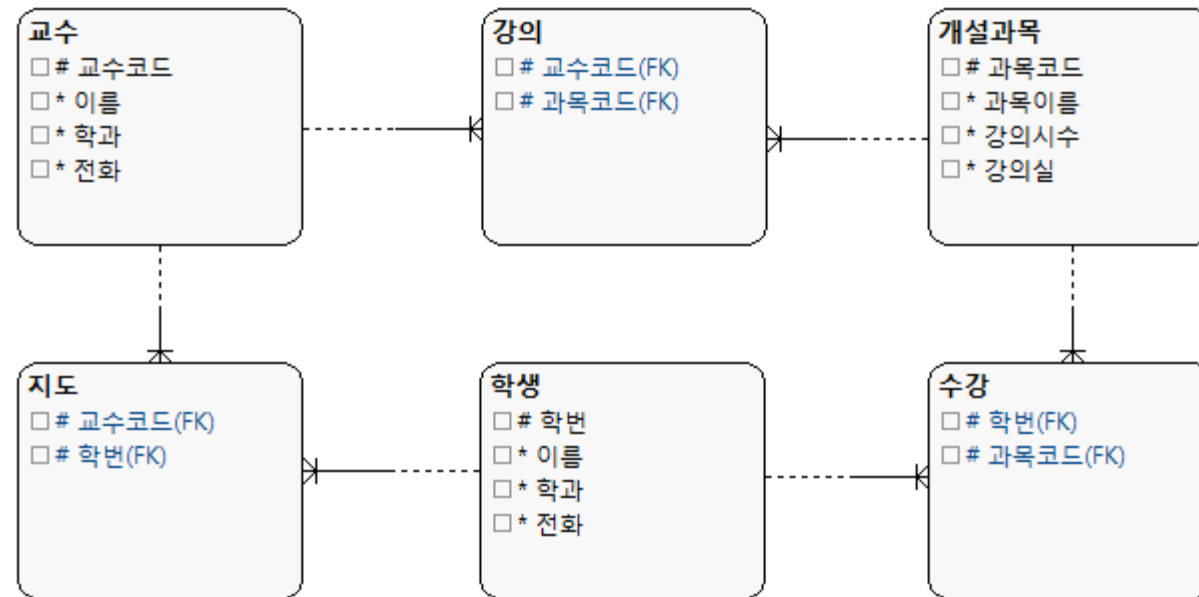 교수
# 교수코드
* 이름
* 학과
* 전화
강의
# 교수코드(FK)
# 과목코드(FK)
개설과목
# 과목코드
* 과목이름
* 강의시수
* 강의실
지도
# 교수코드(FK)
# 학번(FK)
학생
# 학번
* 이름
* 학과
* 전화
수강
# 학번(FK)
# 과목코드(FK)